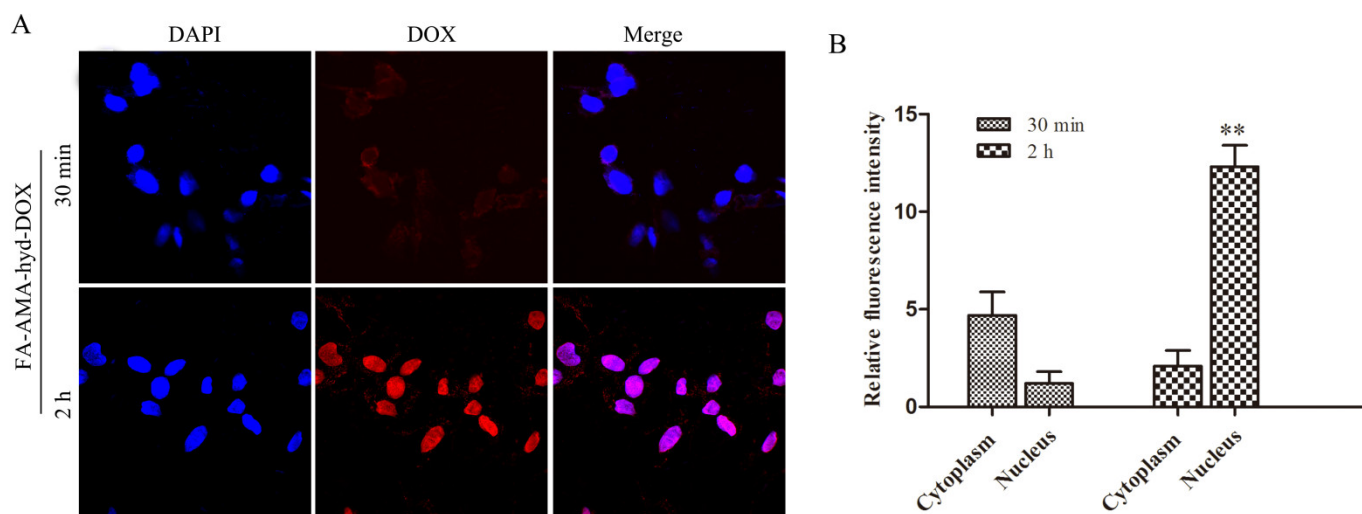 A
DAPI DOX Merge
FA-AMA-hyd-DOX
30 min
2 h
B
Relative fluorescence intensity
15
10
5
0
30 min
2 h
**
Cytoplasm
Nucleus
Cytoplasm
Nucleus